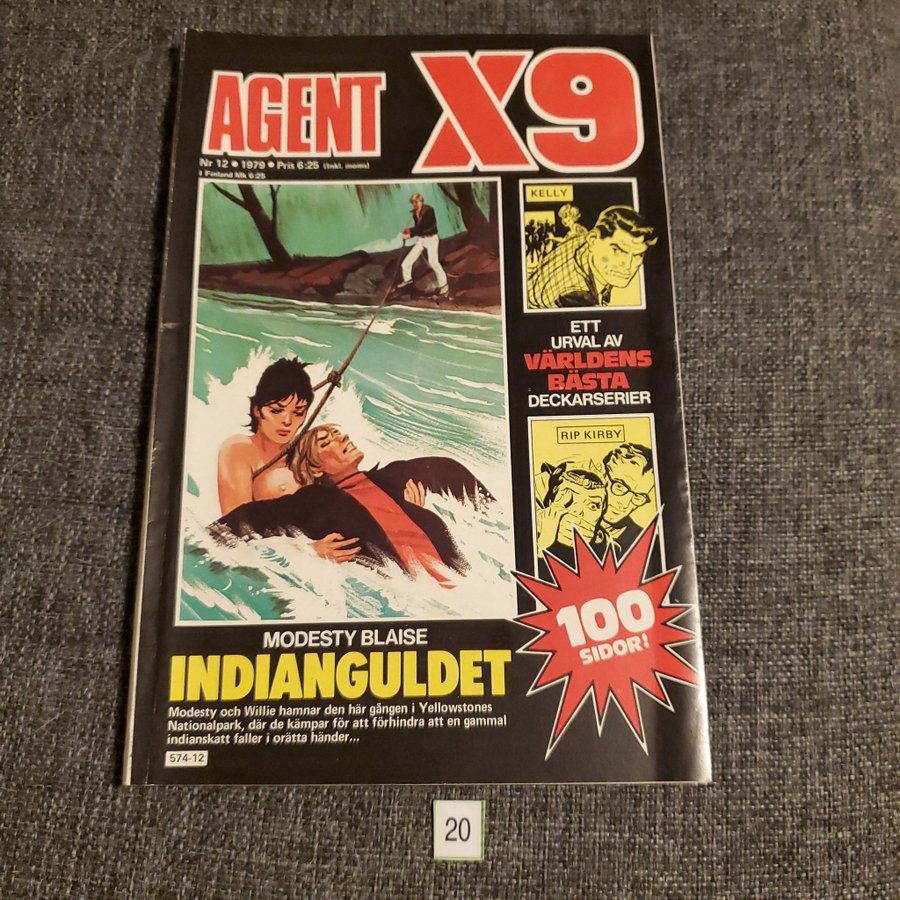 AGENT X9
Nr 12 • 1979 • Pris 6:25 (Inkl. moms)
I Finland Mk 6:25
KELLY
ETT
URVAL AV
VÄRLDENS
BÄSTA
DECKARSERIER
RIP KIRBY
100
SIDOR!
MODESTY BLAISE
INDIANGULDET
Modesty och Willie hamnar den här gången i Yellowstones
Nationalpark, där de kämpar för att förhindra att en gammal
indianskatt faller i orätta händer...
574-12
20